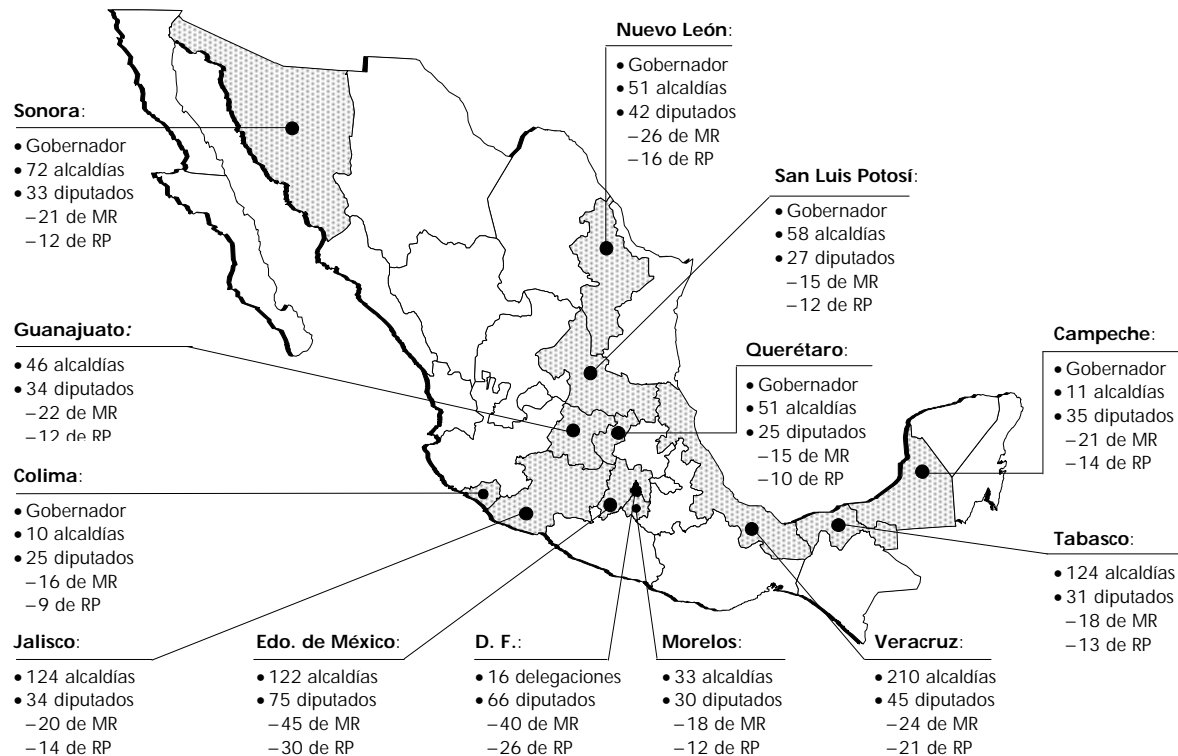 Nuevo León:
• Gobernador
• 51 alcaldías
• 42 diputados
–26 de MR
–16 de RP
Sonora:
• Gobernador
• 72 alcaldías
• 33 diputados
–21 de MR
–12 de RP
San Luis Potosí:
• Gobernador
• 58 alcaldías
• 27 diputados
–15 de MR
–12 de RP
Guanajuato:
• 46 alcaldías
• 34 diputados
–22 de MR
–12 de RP
Querétaro:
• Gobernador
• 51 alcaldías
• 25 diputados
–15 de MR
–10 de RP
Campeche:
• Gobernador
• 11 alcaldías
• 35 diputados
–21 de MR
–14 de RP
Colima:
• Gobernador
• 10 alcaldías
• 25 diputados
–16 de MR
–9 de RP
Tabasco:
• 124 alcaldías
• 31 diputados
–18 de MR
–13 de RP
Jalisco:
• 124 alcaldías
• 34 diputados
–20 de MR
–14 de RP
Edo. de México:
• 122 alcaldías
• 75 diputados
–45 de MR
–30 de RP
D. F.:
• 16 delegaciones
• 66 diputados
–40 de MR
–26 de RP
Morelos:
• 33 alcaldías
• 30 diputados
–18 de MR
–12 de RP
Veracruz:
• 210 alcaldías
• 45 diputados
–24 de MR
–21 de RP